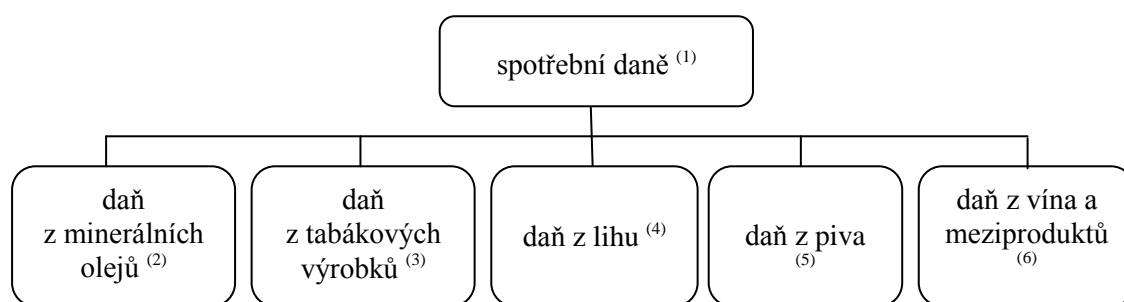 spotřební daně (1)
daň
z minerálních
olejů (2)
daň
z tabákových
výrobků (3)
daň z lihu (4)
daň z piva
(5)
daň z vína a
meziproduktů
(6)